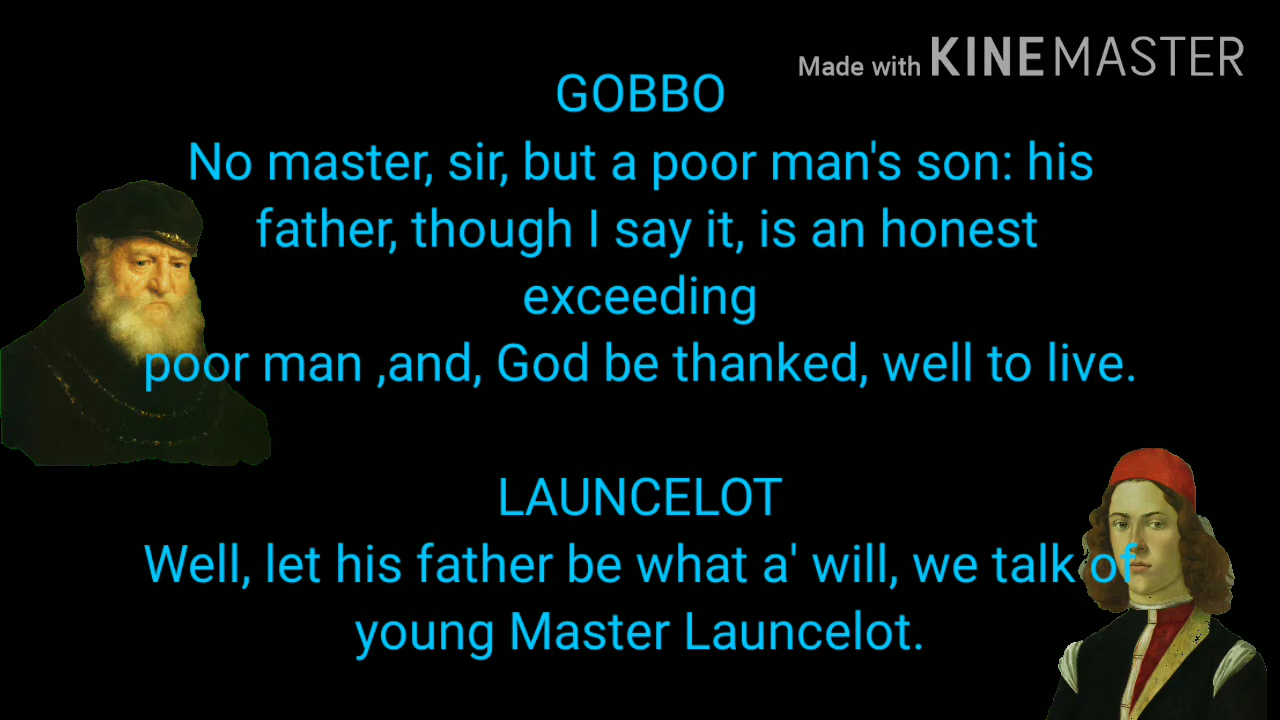 Made with KINEMASTER
GOBBO
No master, sir, but a poor man's son: his
father, though I say it, is an honest
exceeding
poor man ,and, God be thanked, well to live.
LAUNCELOT
Well, let his father be what a' will, we talk of
young Master Launcelot.